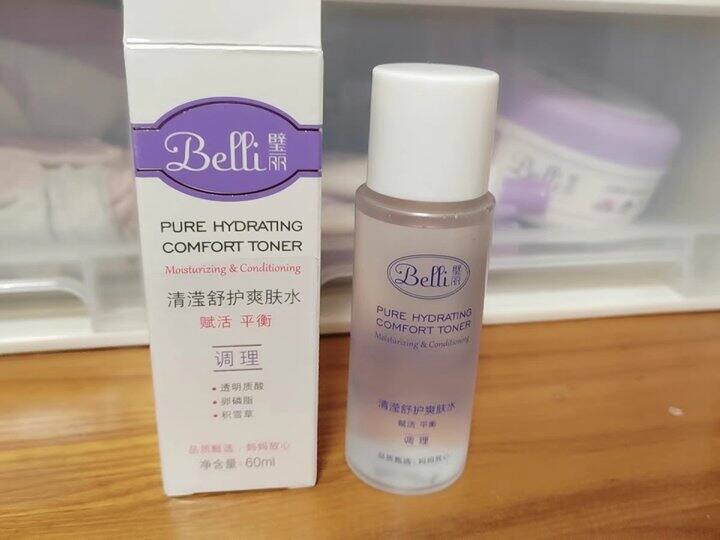 Belli 璧丽
PURE HYDRATING
COMFORT TONER
Moisturizing & Conditioning
清滢舒护爽肤水
赋活 平衡
调理
• 透明质酸
• 卵磷脂
• 积雪草
品质甄选,妈妈放心
净含量:60ml
Belli 璧丽
PURE HYDRATING
COMFORT TONER
Moisturizing & Conditioning
清滢舒护爽肤水
赋活 平衡
调理
品质甄选,妈妈放心
Belli